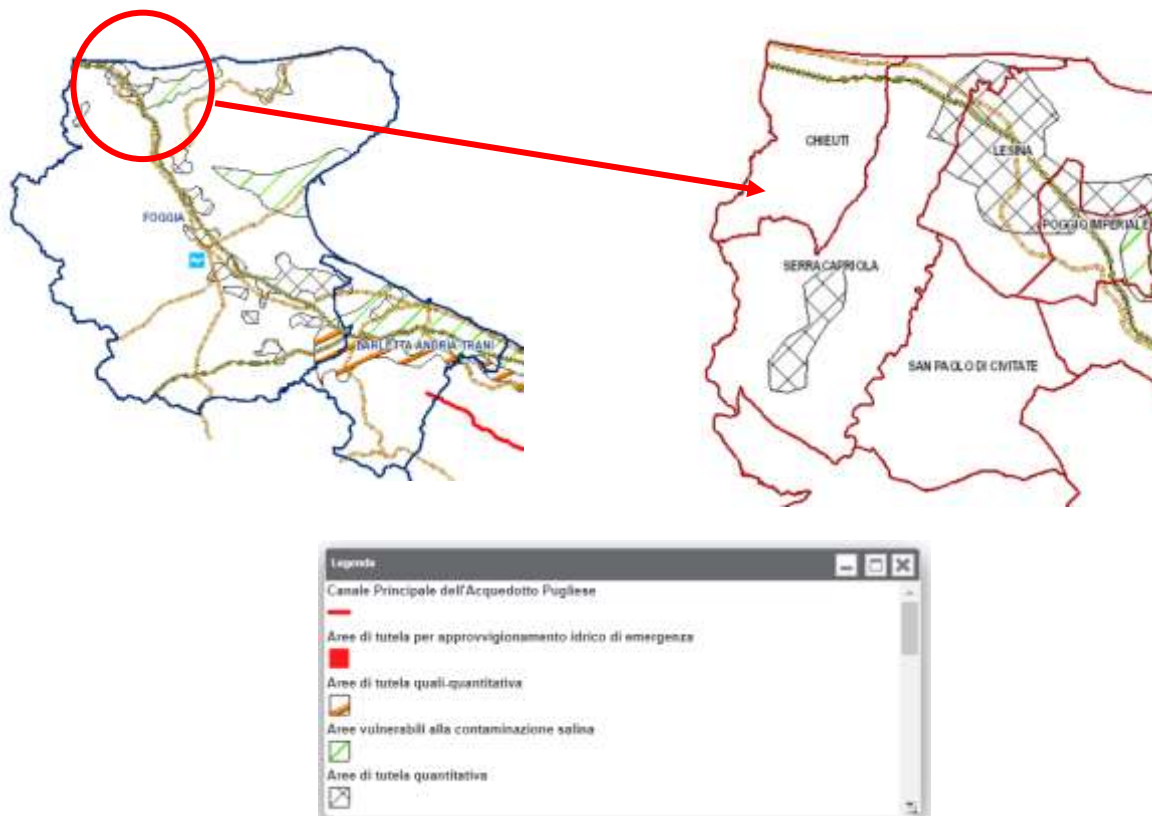 FOGGIA
BARLETTA-ANDRIA-TRANI
CHIEUTI
LESINA
POGGIO IMPERIALE
SERRACAPRIOLA
SAN PAOLO DI CIVITATE
Legenda
Canale Principale dell'Acquedotto Pugliese
Aree di tutela per approvvigionamento idrico di emergenza
Aree di tutela quali-quantitativa
Aree vulnerabili alla contaminazione salina
Aree di tutela quantitativa